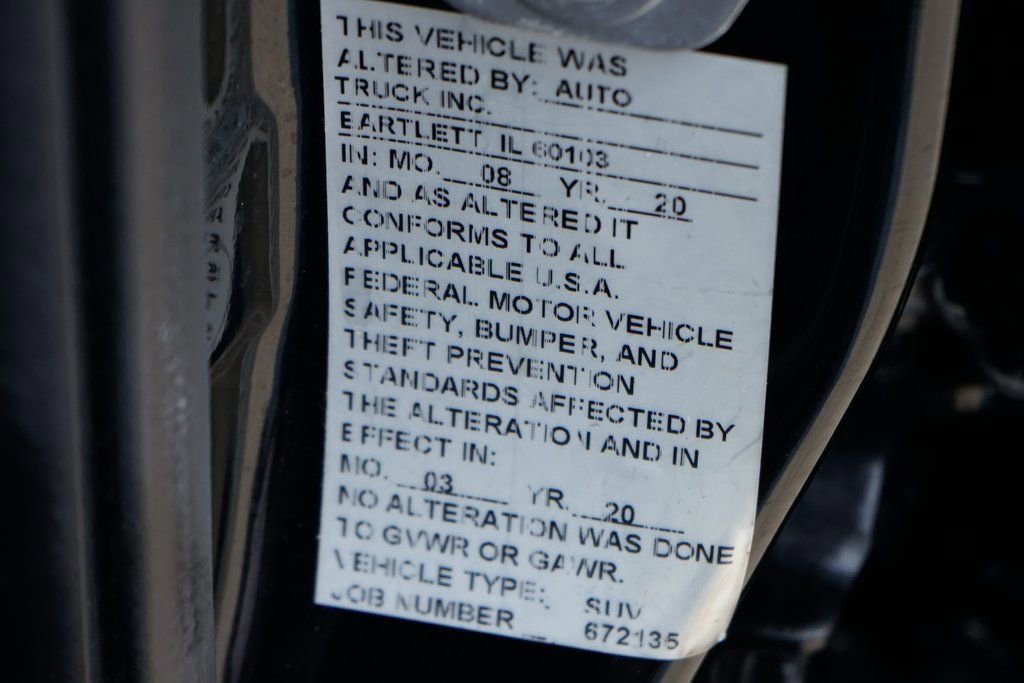 THIS VEHICLE WAS
ALTERED BY: AUTO
TRUCK INC.
BARTLETT IL 60103
IN: MO. 08 YR. 20
AND AS ALTERED IT
CONFORMS TO ALL
APPLICABLE U.S.A.
FEDERAL MOTOR VEHICLE
SAFETY, BUMPER, AND
THEFT PREVENTION
STANDARDS AFFECTED BY
THE ALTERATION AND IN
EFFECT IN:
MO. 03 YR. 20
NO ALTERATION WAS DONE
TO GVWR OR GAWR.
VEHICLE TYPE: SUV
JOB NUMBER 672135